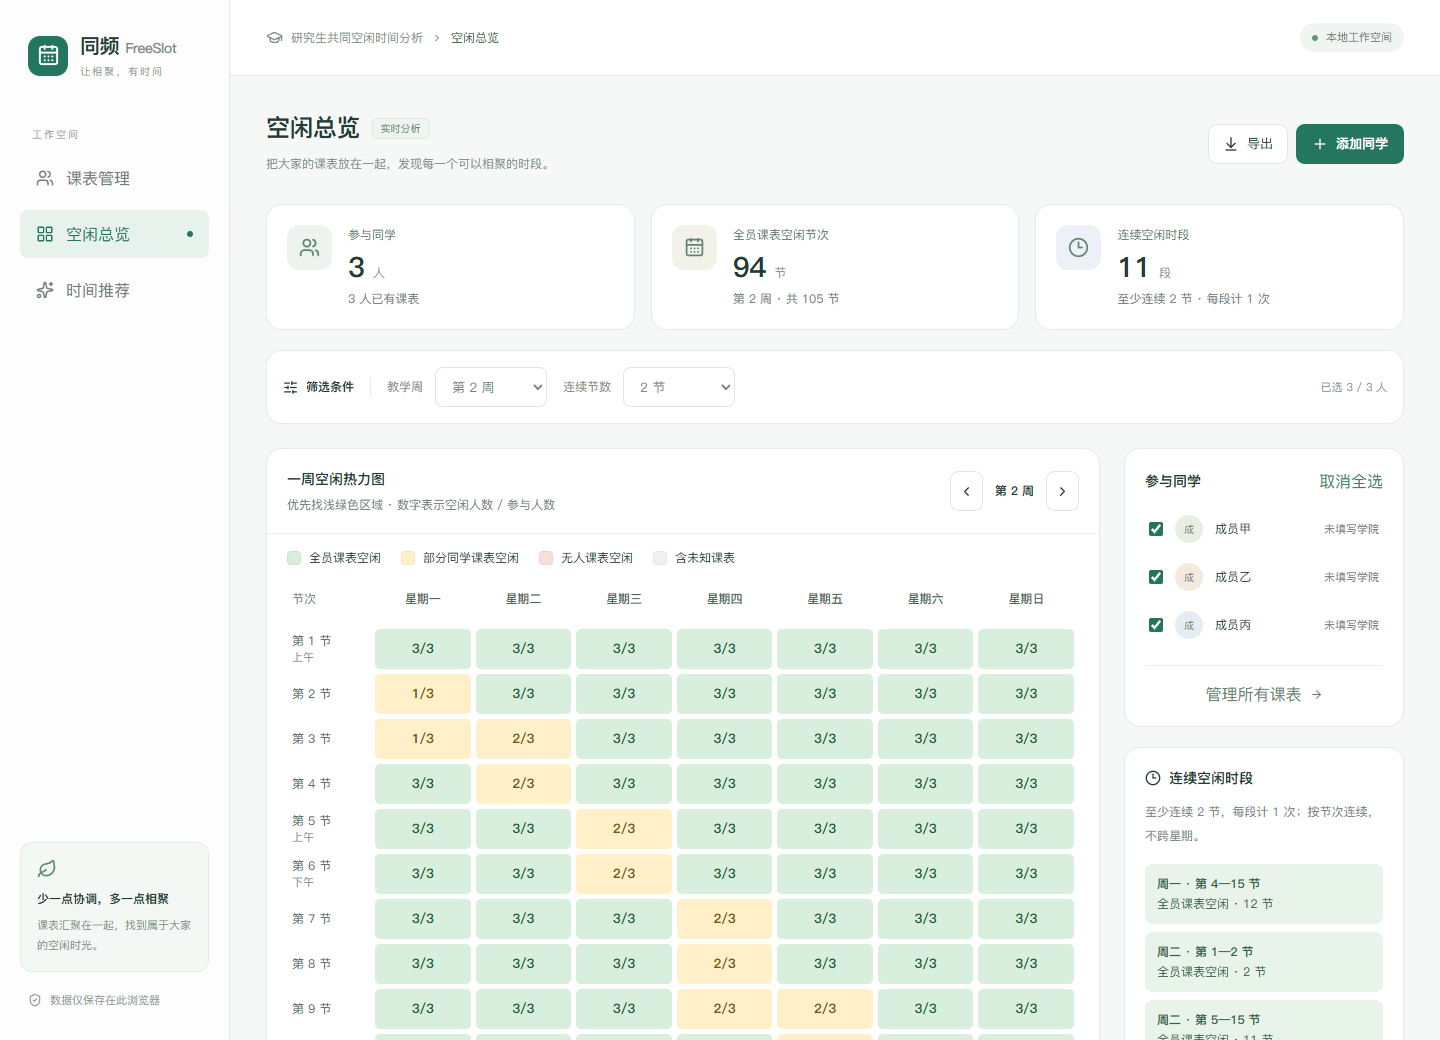 同频 FreeSlot
让相聚，有时间
工作空间
课表管理
空闲总览
时间推荐
少一点协调，多一点相聚
课表汇聚在一起，找到属于大家
的空闲时光。
数据仅保存在此浏览器
研究生共同空闲时间分析 > 空闲总览
本地工作空间
空闲总览 实时分析
把大家的课表放在一起，发现每一个可以相聚的时段。
导出
添加同学
参与同学
3 人
3 人已有课表
全员课表空闲节次
94 节
第 2 周 · 共 105 节
连续空闲时段
11 段
至少连续 2 节 · 每段计 1 次
筛选条件 教学周 第 2 周 连续节数 2 节 已选 3 / 3 人
一周空闲热力图
优先找浅绿色区域 · 数字表示空闲人数 / 参与人数
第 2 周
全员课表空闲 部分同学课表空闲 无人课表空闲 含未知课表
节次 星期一 星期二 星期三 星期四 星期五 星期六 星期日
第 1 节 上午 3/3 3/3 3/3 3/3 3/3 3/3 3/3
第 2 节 1/3 3/3 3/3 3/3 3/3 3/3 3/3
第 3 节 1/3 2/3 3/3 3/3 3/3 3/3 3/3
第 4 节 3/3 2/3 3/3 3/3 3/3 3/3 3/3
第 5 节 上午 3/3 3/3 2/3 3/3 3/3 3/3 3/3
第 6 节 下午 3/3 3/3 2/3 3/3 3/3 3/3 3/3
第 7 节 3/3 3/3 3/3 2/3 3/3 3/3 3/3
第 8 节 3/3 3/3 3/3 2/3 3/3 3/3 3/3
第 9 节 3/3 3/3 3/3 2/3 2/3 3/3 3/3
参与同学 取消全选
成 成员甲 未填写学院
成 成员乙 未填写学院
成 成员丙 未填写学院
管理所有课表 →
连续空闲时段
至少连续 2 节，每段计 1 次；按节次连续，
不跨星期。
周一 · 第 4—15 节
全员课表空闲 · 12 节
周二 · 第 1—2 节
全员课表空闲 · 2 节
周二 · 第 5—15 节
全员课表空闲 · 11 节